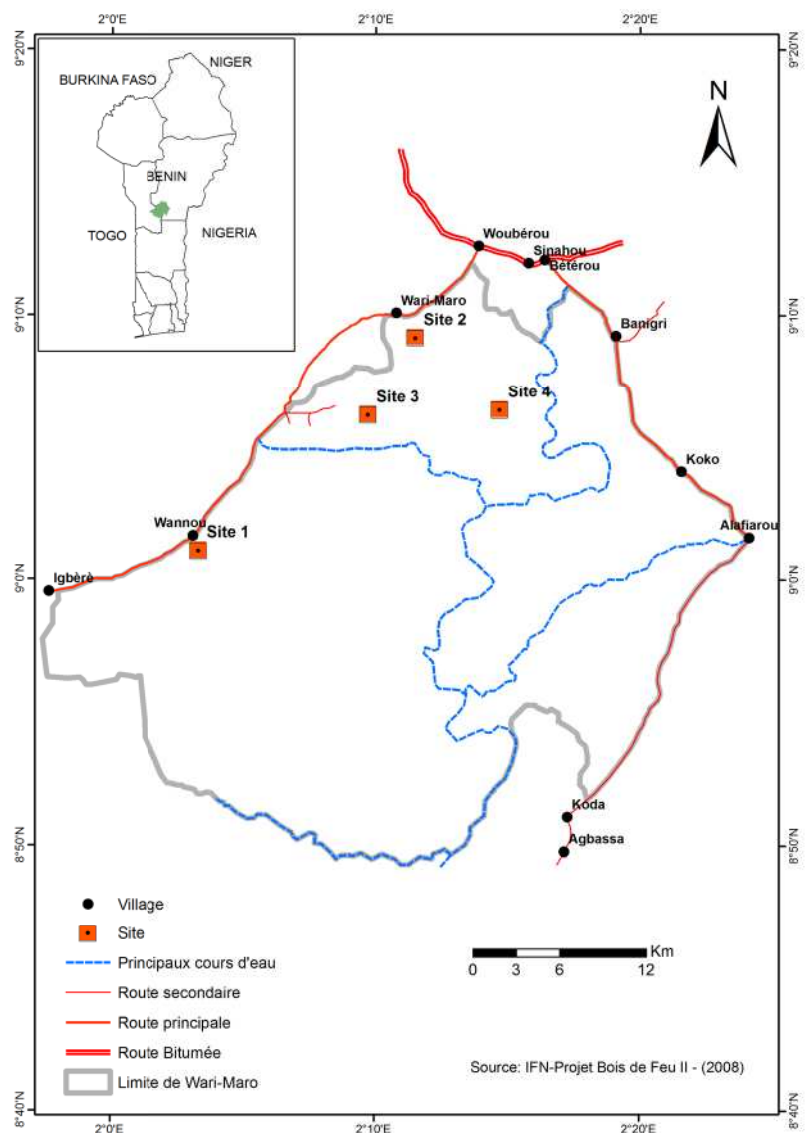 2°0'E
2°10'E
2°20'E
9°20'N
9°20'N
NIGER
BURKINA FASO
BENIN
TOGO
NIGERIA
N
Woubérou
Sinahou
Betérou
9°10'N
Wari-Maro
9°10'N
Site 2
Banigri
Site 3
Site 4
Koko
Wannou
Site 1
Alafiarou
9°0'N
Igbèrè
9°0'N
Koda
8°50'N
Agbassa
8°50'N
Village
Site
Principaux cours d'eau
Km
0 3 6 12
Route secondaire
Route principale
Route Bitumée
Source: IFN-Projet Bois de Feu II - (2008)
Limite de Wari-Maro
8°40'N
8°40'N
2°0'E
2°10'E
2°20'E